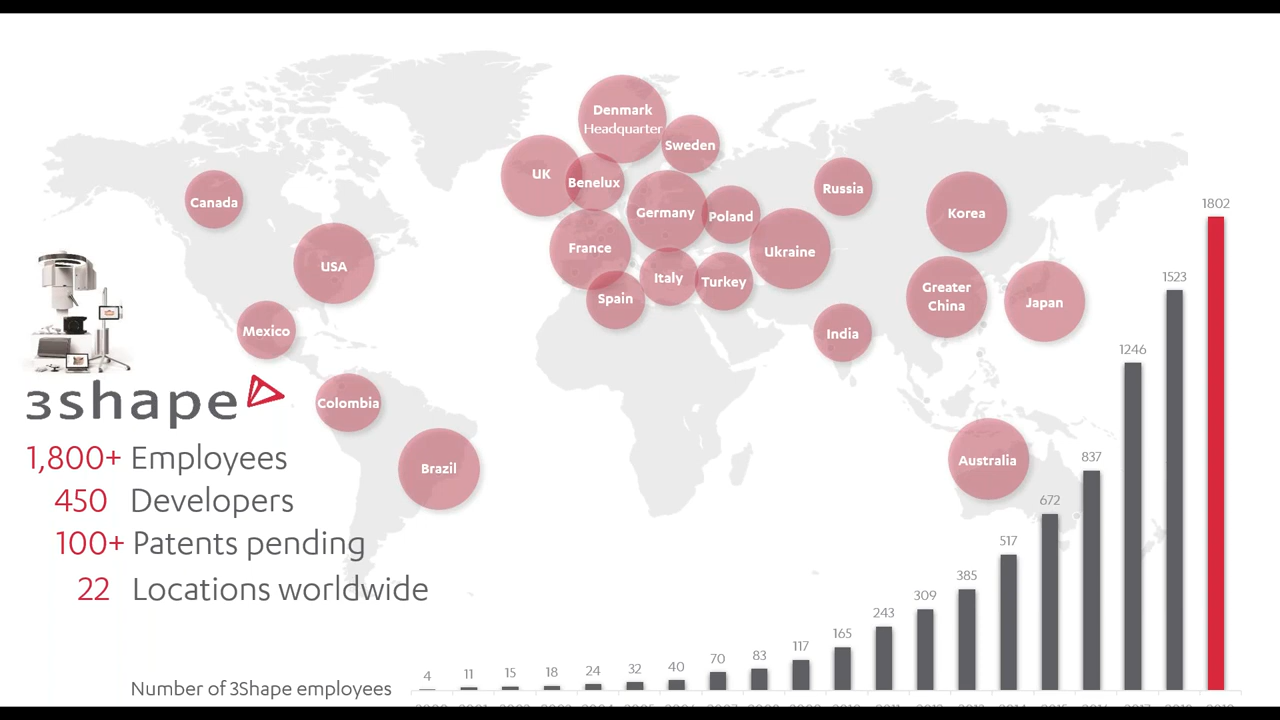 Denmark
Headquarter
Sweden
UK
Benelux
Canada
Russia
Germany
Poland
Korea
France
Ukraine
USA
Italy
Turkey
Spain
Greater
China
Japan
Mexico
India
Colombia
Brazil
Australia
3shape
1,800+ Employees
450 Developers
100+ Patents pending
22 Locations worldwide
Number of 3Shape employees
4
11
15
18
24
32
40
70
83
117
165
243
309
385
517
672
837
1246
1523
1802